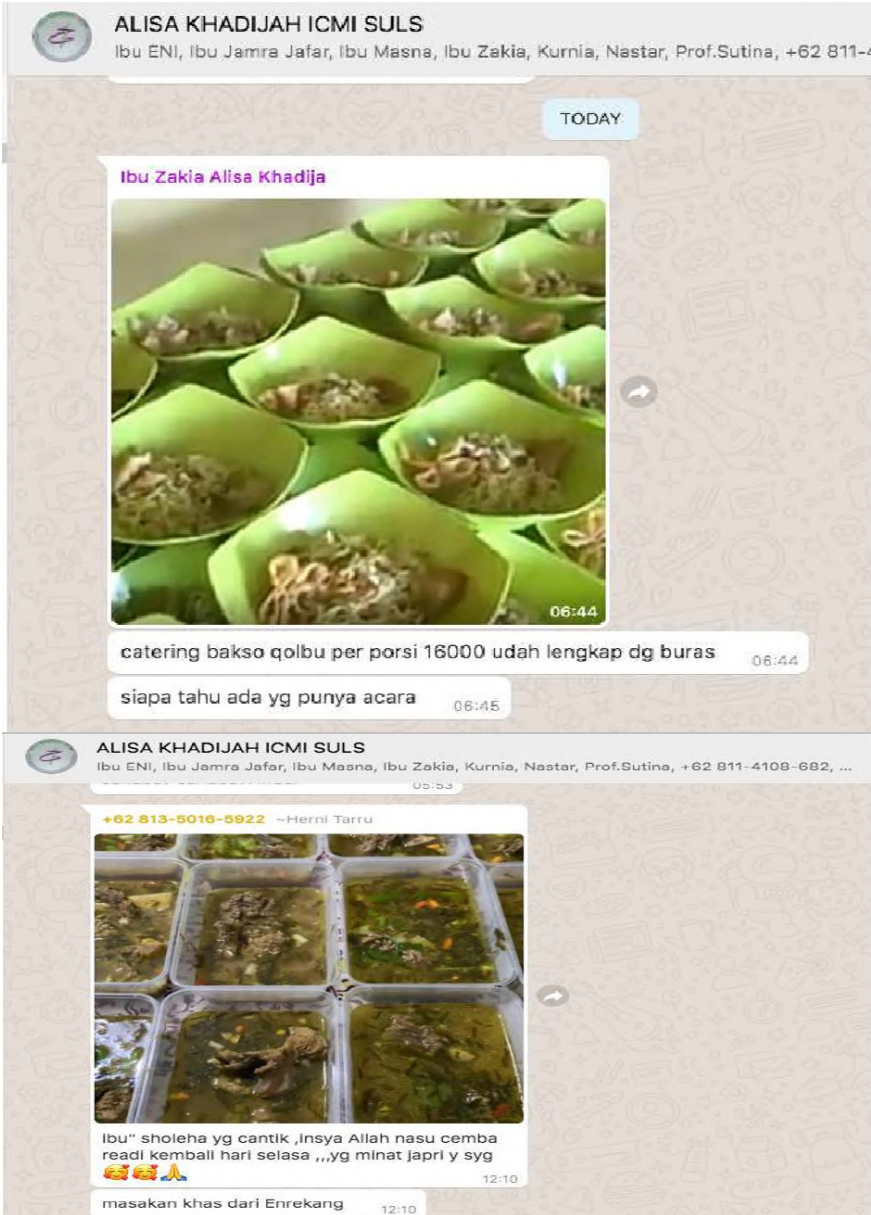 ALISA KHADIJAH ICMI SULS
Ibu ENI, Ibu Jamra Jafar, Ibu Masna, Ibu Zakia, Kurnia, Nastar, Prof.Sutina, +62 811-4
TODAY
Ibu Zakia Alisa Khadija
06:44
catering bakso qolbu per porsi 16000 udah lengkap dg buras 06:44
siapa tahu ada yg punya acara 06:45
ALISA KHADIJAH ICMI SULS
Ibu ENI, Ibu Jamra Jafar, Ibu Masna, Ibu Zakia, Kurnia, Nastar, Prof.Sutina, +62 811-4108-682, ...
05:53
+62 813-5016-5922 ~Herni Tarru
Ibu" sholeha yg cantik ,Insya Allah nasu cemba
readi kembali hari selasa ,,,yg minat japri y syg
🥰🥰🙏 12:10
masakan khas dari Enrekang 12:10